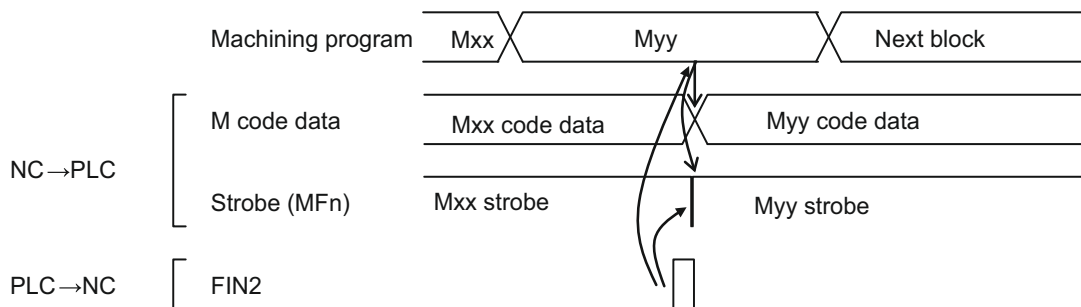 Machining program Mxx Myy Next block
M code data Mxx code data Myy code data
NC→PLC
Strobe (MFn) Mxx strobe Myy strobe
PLC→NC FIN2